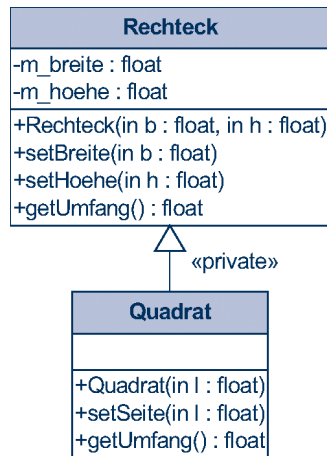 Rechteck
-m_breite : float
-m_hoehe : float
+Rechteck(in b : float, in h : float)
+setBreite(in b : float)
+setHoehe(in h : float)
+getUmfang() : float
«private»
Quadrat
+Quadrat(in l : float)
+setSeite(in l : float)
+getUmfang() : float